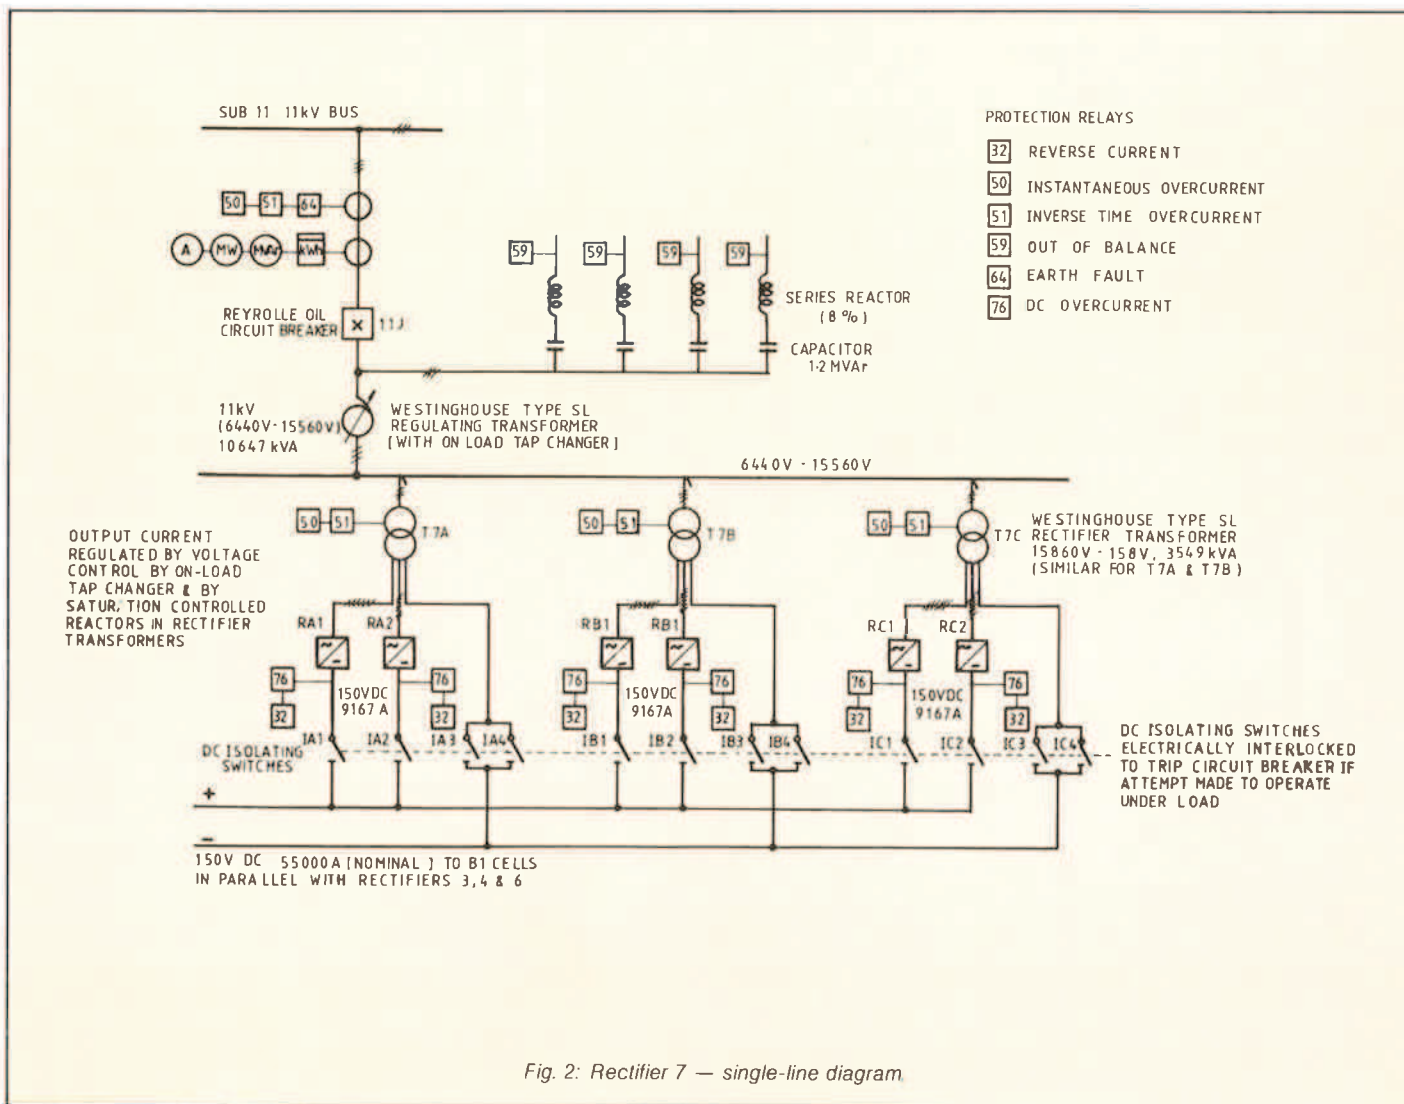 SUB 11 11kV BUS
50 51 64
A MW MVAr kWh
REYROLLE OIL
CIRCUIT BREAKER
11J
59 59 59 59
SERIES REACTOR
(8%)
CAPACITOR
1·2 MVAr
PROTECTION RELAYS
32 REVERSE CURRENT
50 INSTANTANEOUS OVERCURRENT
51 INVERSE TIME OVERCURRENT
59 OUT OF BALANCE
64 EARTH FAULT
76 DC OVERCURRENT
11kV
(6440V-15560V)
10647 kVA
WESTINGHOUSE TYPE SL
REGULATING TRANSFORMER
[WITH ON LOAD TAP CHANGER]
6440V - 15560V
OUTPUT CURRENT
REGULATED BY VOLTAGE
CONTROL BY ON-LOAD
TAP CHANGER & BY
SATUR,TION CONTROLLED
REACTORS IN RECTIFIER
TRANSFORMERS
50 51 T7A
50 51 T7B
50 51 T7C
WESTINGHOUSE TYPE SL
RECTIFIER TRANSFORMER
15860V - 158V, 3549kVA
(SIMILAR FOR T7A & T7B)
RA1 RA2 RB1 RB1 RC1 RC2
76 76 76 76 76 76
150VDC 150VDC 150VDC
9167A 9167A 9167A
32 32 32 32 32 32
IA1 IA2 IA3 IA4 IB1 IB2 IB3 IB4 IC1 IC2 IC3 IC4
DC ISOLATING
SWITCHES
DC ISOLATING SWITCHES
ELECTRICALLY INTERLOCKED
TO TRIP CIRCUIT BREAKER IF
ATTEMPT MADE TO OPERATE
UNDER LOAD
+
−
150V DC 55000A [NOMINAL] TO B1 CELLS
IN PARALLEL WITH RECTIFIERS 3,4 & 6
Fig. 2: Rectifier 7 — single-line diagram